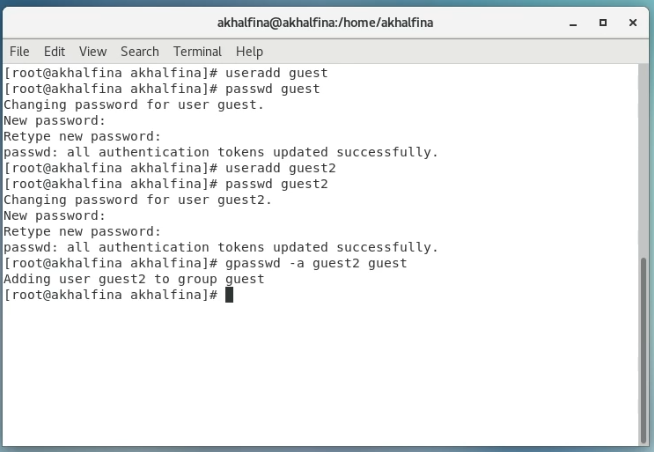 akhalfina@akhalfina:/home/akhalfina
File Edit View Search Terminal Help
[root@akhalfina akhalfina]# useradd guest
[root@akhalfina akhalfina]# passwd guest
Changing password for user guest.
New password:
Retype new password:
passwd: all authentication tokens updated successfully.
[root@akhalfina akhalfina]# useradd guest2
[root@akhalfina akhalfina]# passwd guest2
Changing password for user guest2.
New password:
Retype new password:
passwd: all authentication tokens updated successfully.
[root@akhalfina akhalfina]# gpasswd -a guest2 guest
Adding user guest2 to group guest
[root@akhalfina akhalfina]#